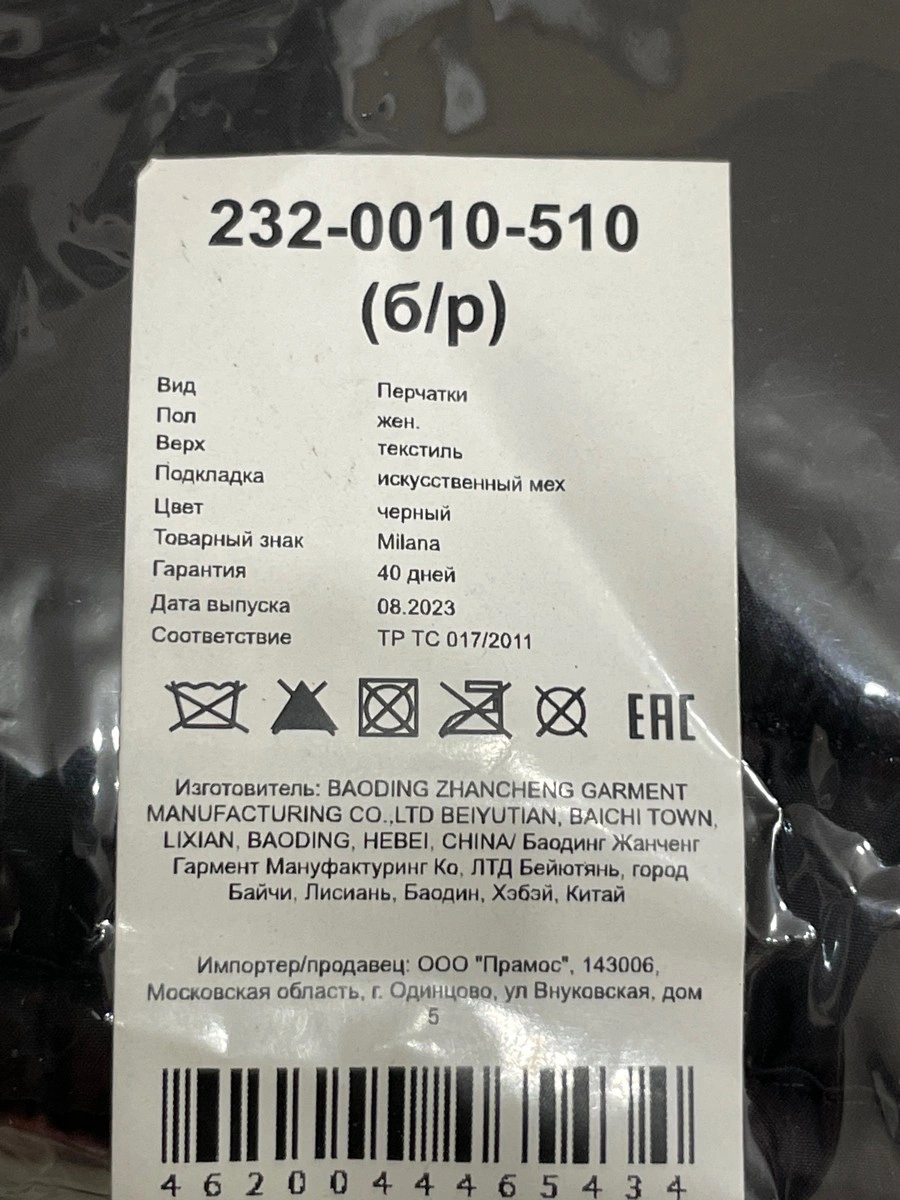 232-0010-510
(б/р)
Вид Перчатки
Пол жен.
Верх текстиль
Подкладка искусственный мех
Цвет черный
Товарный знак Milana
Гарантия 40 дней
Дата выпуска 08.2023
Соответствие ТР ТС 017/2011
EAC
Изготовитель: BAODING ZHANCHENG GARMENT
MANUFACTURING CO.,LTD BEIYUTIAN, BAICHI TOWN,
LIXIAN, BAODING, HEBEI, CHINA/ Баодинг Жанченг
Гармент Мануфактуринг Ко, ЛТД Бейютянь, город
Байчи, Лисиань, Баодин, Хэбэй, Китай
Импортер/продавец: ООО "Прамос", 143006,
Московская область, г. Одинцово, ул Внуковская, дом
5
4620044465434